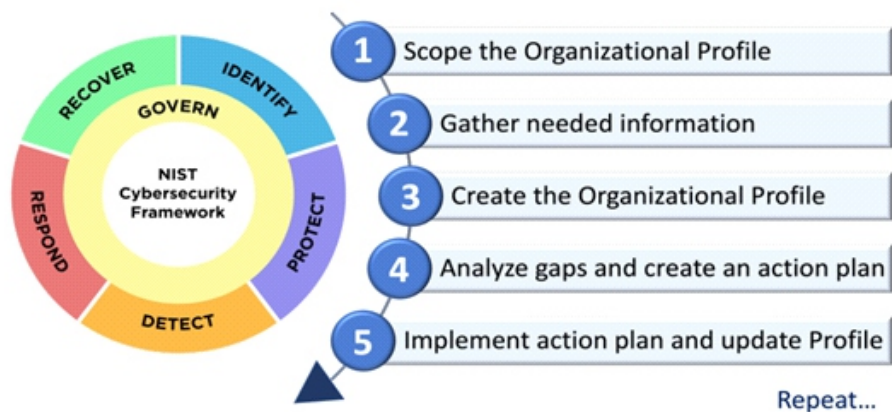 RECOVER
IDENTIFY
GOVERN
NIST
Cybersecurity
Framework
RESPOND
PROTECT
DETECT
1 Scope the Organizational Profile
2 Gather needed information
3 Create the Organizational Profile
4 Analyze gaps and create an action plan
5 Implement action plan and update Profile
Repeat...